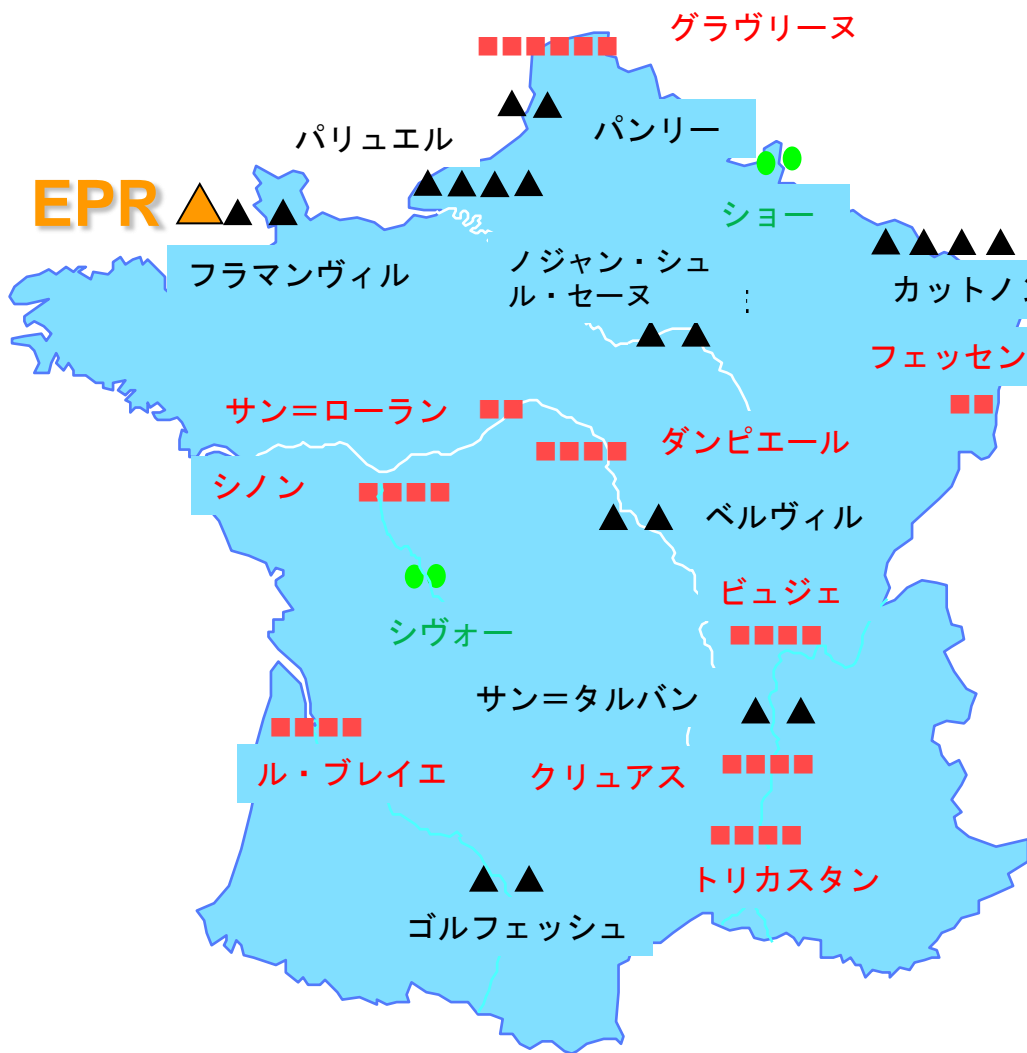 グラヴリーヌ
パリュエル
パンリー
EPR
ショー
フラマンヴィル
ノジャン・シュ
ル・セーヌ
カットノン
フェッセン
サン＝ローラン
ダンピエール
シノン
ベルヴィル
ビュジェ
シヴォー
サン＝タルバン
ル・ブレイエ
クリュアス
トリカスタン
ゴルフェッシュ